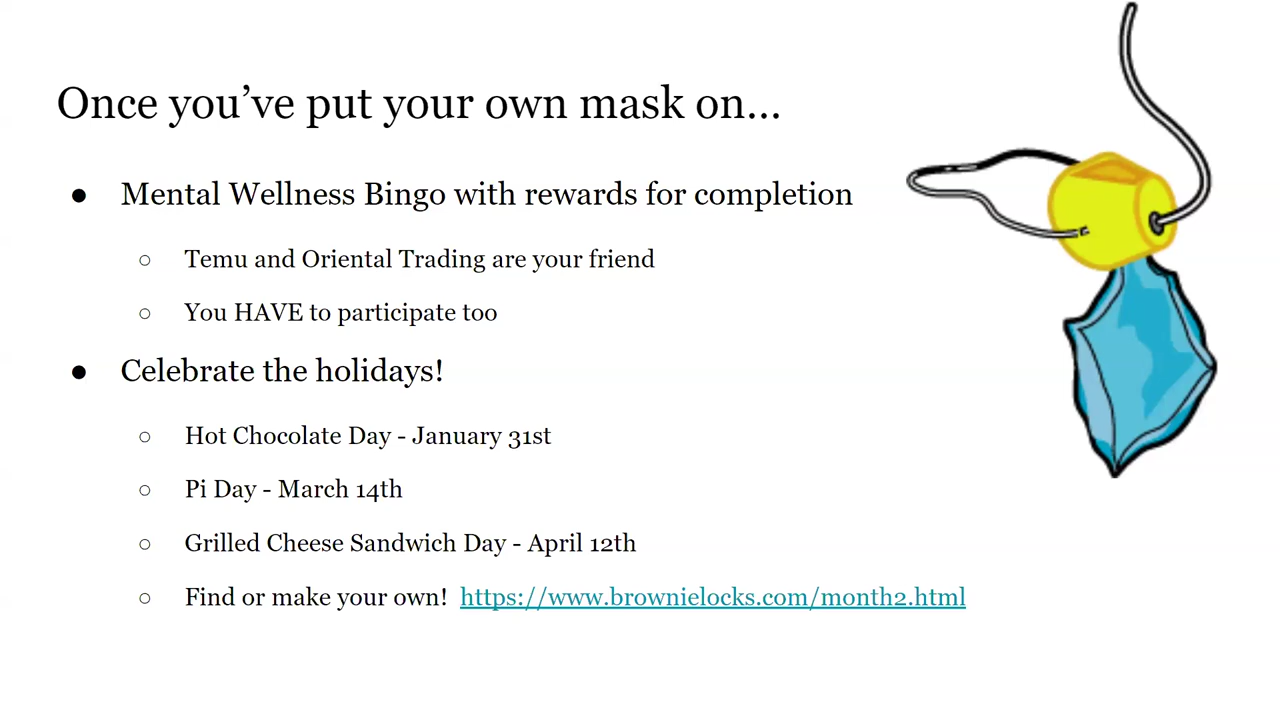 Once you’ve put your own mask on...
● Mental Wellness Bingo with rewards for completion
○ Temu and Oriental Trading are your friend
○ You HAVE to participate too
● Celebrate the holidays!
○ Hot Chocolate Day - January 31st
○ Pi Day - March 14th
○ Grilled Cheese Sandwich Day - April 12th
○ Find or make your own! https://www.brownielocks.com/month2.html